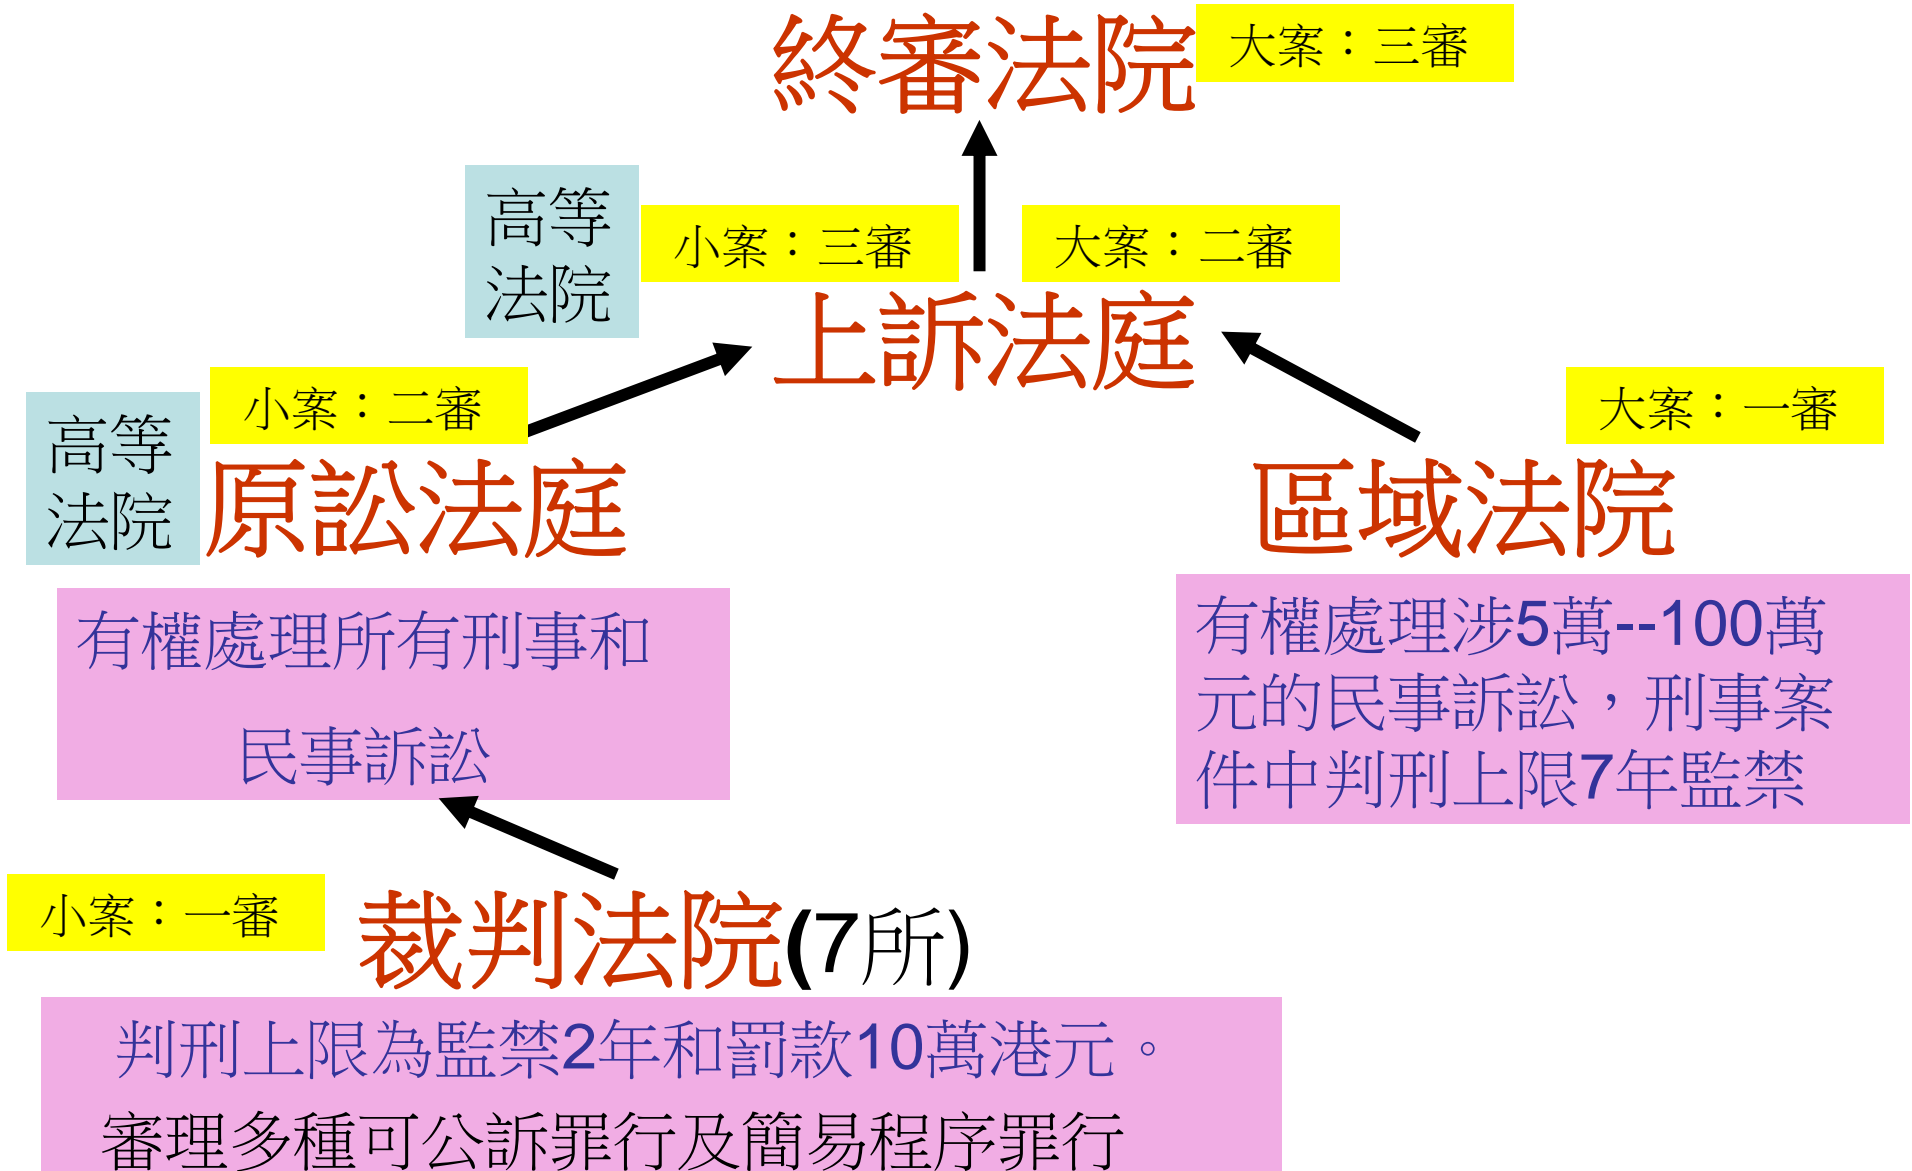 終審法院
大案：三審
高等
法院
小案：三審
大案：二審
上訴法庭
小案：二審
大案：一審
高等
法院
原訟法庭
區域法院
有權處理所有刑事和
民事訴訟
有權處理涉5萬--100萬
元的民事訴訟，刑事案
件中判刑上限7年監禁
小案：一審
裁判法院(7所)
判刑上限為監禁2年和罰款10萬港元。
審理多種可公訴罪行及簡易程序罪行